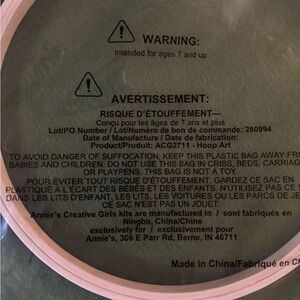 WARNING:
intended for ages 7 and up
AVERTISSEMENT:
RISQUE D'ÉTOUFFEMENT
Conçu pour les âges de 7 ans et plus
Lot/PO Number / Lot/Numéro de bon de commande: 280994
Date of Manufacture / Date de fabrication:
Product/Produit: ACG2711 - Hoop Art
TO AVOID DANGER OF SUFFOCATION, KEEP THIS PLASTIC BAG AWAY FR
BABIES AND CHILDREN. DO NOT USE THIS BAG IN CRIBS, BEDS, CARRIAG
OR PLAYPENS. THIS BAG IS NOT A TOY.
POUR ÉVITER TOUT RISQUE D'ÉTOUFFEMENT, GARDEZ CE SAC EN
PLASTIQUE À L'ÉCART DES BÉBÉS ET DES ENFANTS. N'UTILISEZ PAS CE S
DANS LES LITS D'ENFANT, LES LITS, LES VOITURES OU LES PARCS DE JE
CE SAC N'EST PAS UN JOUET.
Annie's Creative Girls kits are manufactured in / sont fabriqués en
Ningbo, China/Chine
exclusively for / exclusivement pour
Annie's, 306 E Parr Rd, Berne, IN 46711
Made in China/Fabriqué en C